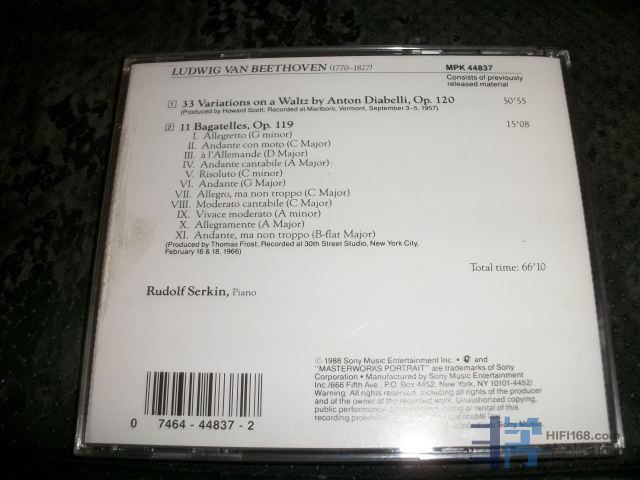 LUDWIG VAN BEETHOVEN (1770–1827)
MPK 44837
Consists of previously
released material
1 33 Variations on a Waltz by Anton Diabelli, Op. 120 50'55
(Produced by Howard Scott; Recorded at Marlboro, Vermont, September 3–5, 1957)
2 11 Bagatelles, Op. 119 15'08
I. Allegretto (G minor)
II. Andante con moto (C Major)
III. à l'Allemande (D Major)
IV. Andante cantabile (A Major)
V. Risoluto (C minor)
VI. Andante (G Major)
VII. Allegro, ma non troppo (C Major)
VIII. Moderato cantabile (C Major)
IX. Vivace moderato (A minor)
X. Allegramente (A Major)
XI. Andante, ma non troppo (B-flat Major)
(Produced by Thomas Frost; Recorded at 30th Street Studio, New York City,
February 16 & 18, 1966)
Total time: 66'10
Rudolf Serkin, Piano
© 1988 Sony Music Entertainment Inc • and
"MASTERWORKS PORTRAIT" are trademarks of Sony
Corporation • Manufactured by Sony Music Entertainment
Inc /666 Fifth Ave., P.O. Box 4452, New York, NY 10101-4452/
Warning: All rights reserved, including all rights of the producer
and of the owner of the recorded work. Unauthorized copying,
public performance, or rental of this
recording
Sony Music
0 7464-44837-2
HIFI168.com